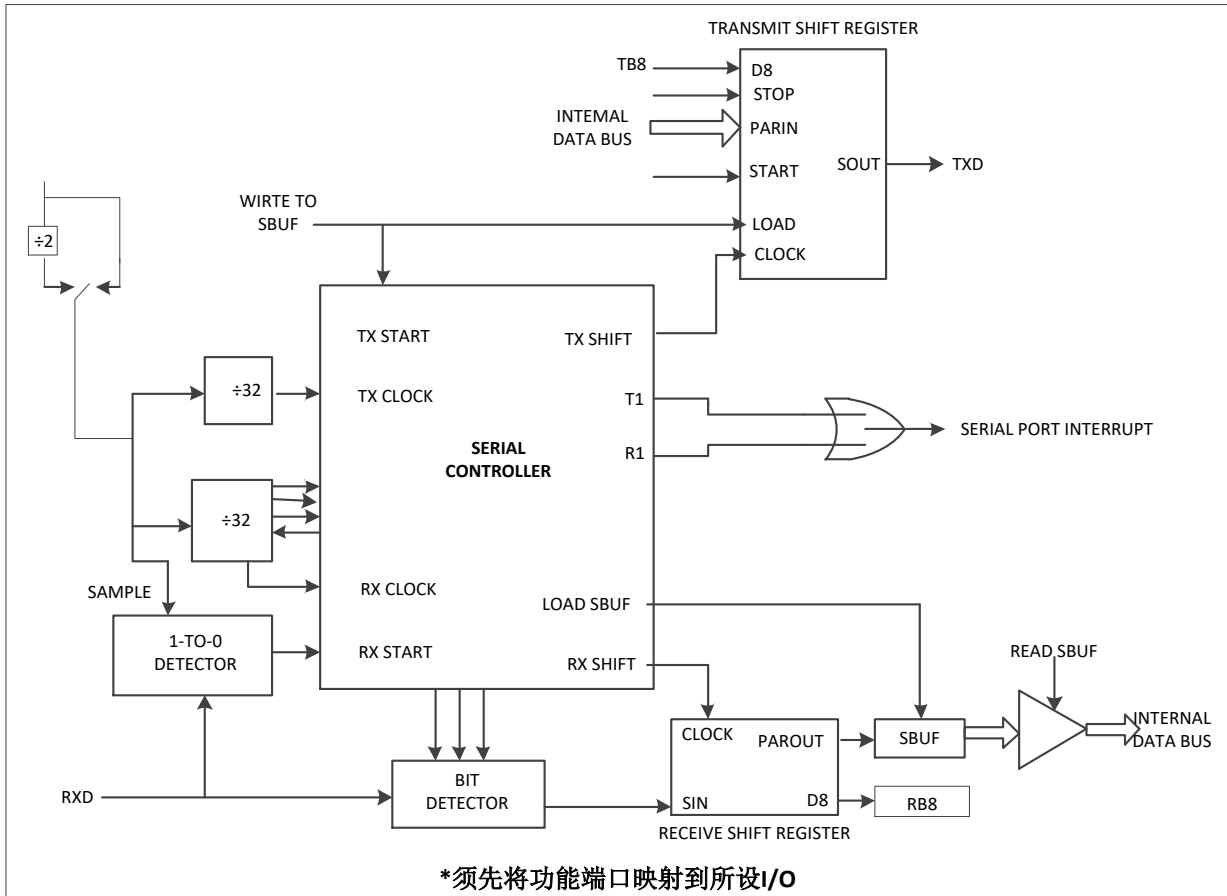 TRANSMIT SHIFT REGISTER
TB8
D8
STOP
INTEMAL
DATA BUS
PARIN
START
SOUT
TXD
WIRTE TO
SBUF
LOAD
CLOCK
÷2
TX START
TX SHIFT
÷32
TX CLOCK
T1
SERIAL PORT INTERRUPT
R1
SERIAL
CONTROLLER
÷32
RX CLOCK
SAMPLE
LOAD SBUF
1-TO-0
DETECTOR
RX START
RX SHIFT
READ SBUF
CLOCK
PAROUT
SBUF
INTERNAL
DATA BUS
BIT
DETECTOR
RXD
SIN
D8
RB8
RECEIVE SHIFT REGISTER
*须先将功能端口映射到所设I/O